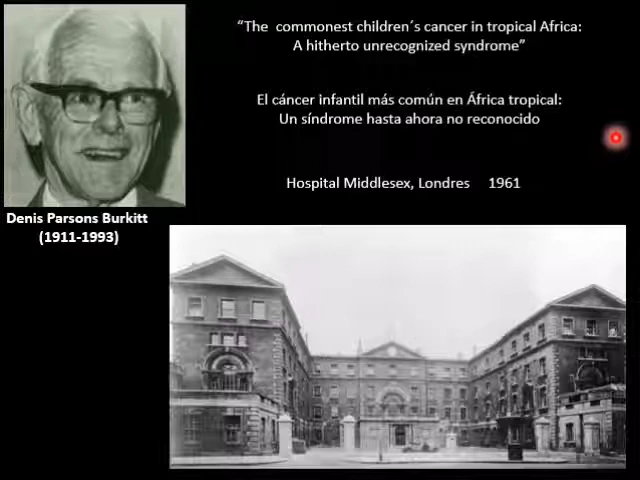 “The  commonest children´s cancer in tropical Africa:
A hitherto unrecognized syndrome”
El cáncer infantil más común en África tropical:
Un síndrome hasta ahora no reconocido
Hospital Middlesex, Londres    1961
Denis Parsons Burkitt
(1911-1993)